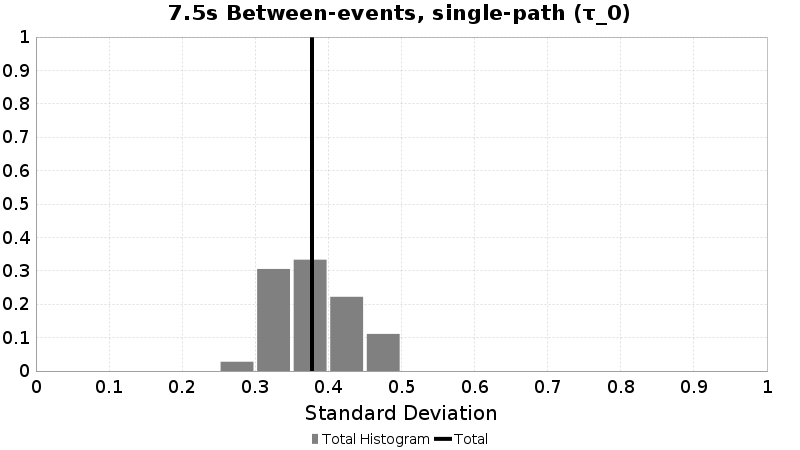 7.5s Between-events, single-path (τ_0)
1
0.9
0.8
0.7
0.6
0.5
0.4
0.3
0.2
0.1
0
0 0.1 0.2 0.3 0.4 0.5 0.6 0.7 0.8 0.9 1
Standard Deviation
Total Histogram Total